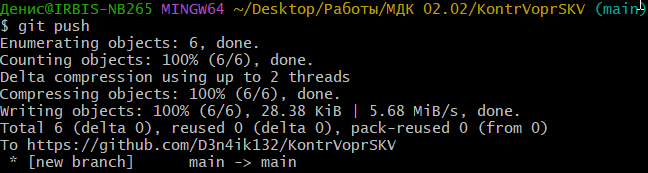 Денис@IRBIS-NB265 MINGW64 ~/Desktop/Работы/МДК 02.02/KontrVoprSKV (main)
$ git push
Enumerating objects: 6, done.
Counting objects: 100% (6/6), done.
Delta compression using up to 2 threads
Compressing objects: 100% (6/6), done.
Writing objects: 100% (6/6), 28.38 KiB | 5.68 MiB/s, done.
Total 6 (delta 0), reused 0 (delta 0), pack-reused 0 (from 0)
To https://github.com/D3n4ik132/KontrVoprSKV
 * [new branch]      main -> main